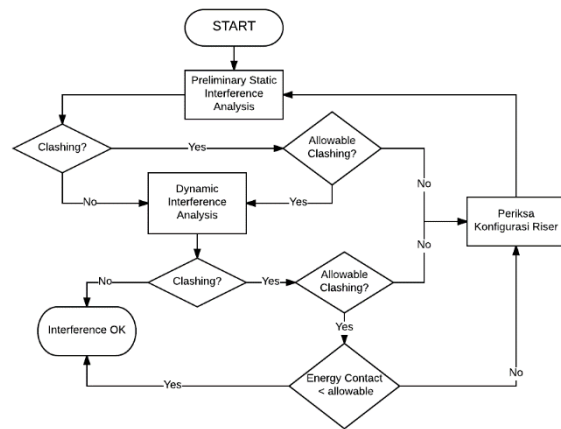 START
Preliminary Static
Interference
Analysis
Clashing?
Yes
Allowable
Clashing?
No
No
Dynamic
Interference
Analysis
Yes
Periksa
Konfigurasi Riser
No
Clashing?
No
Yes
Allowable
Clashing?
Interference OK
Yes
Energy Contact
< allowable
Yes
No